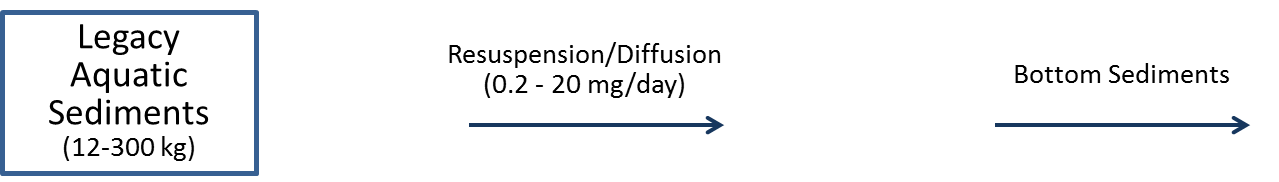 Legacy
Aquatic
Sediments
(12-300 kg)
Resuspension/Diffusion
(0.2 - 20 mg/day)
Bottom Sediments